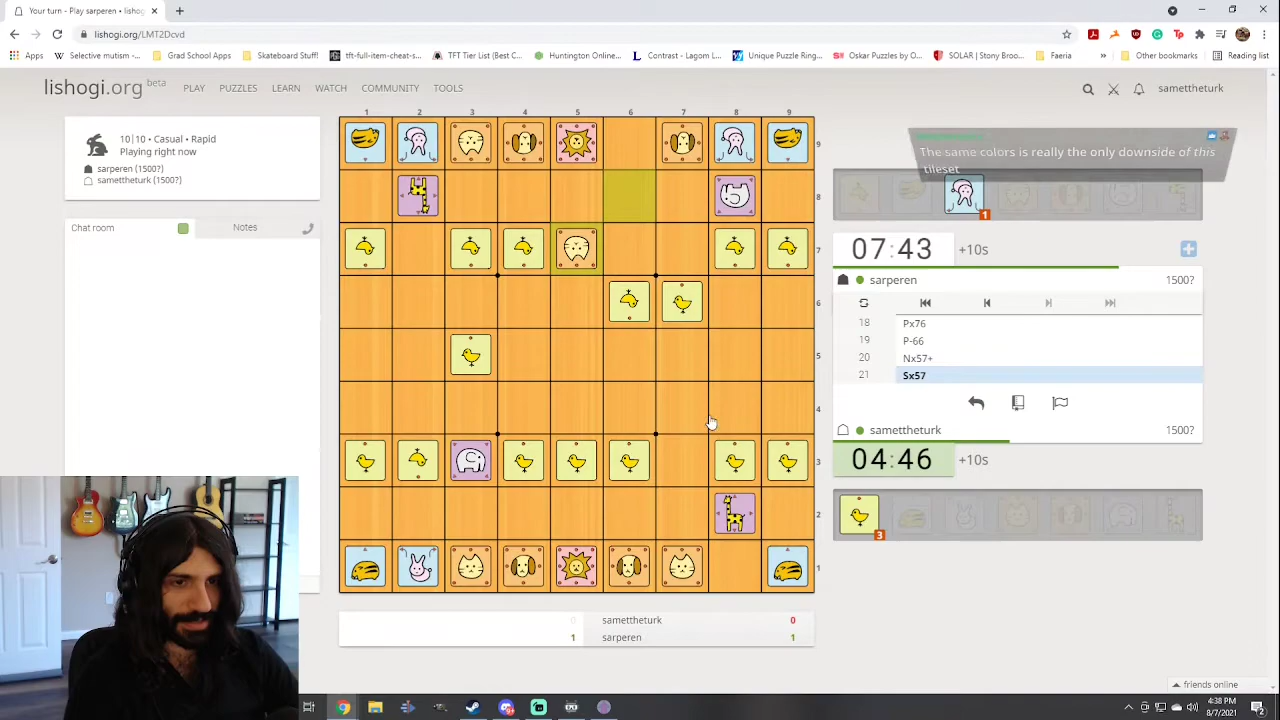 Your turn - Play sarperen • lishog
lishogi.org/LMT2Dcvd
Apps
Selective mutism -...
Grad School Apps
Skateboard Stuff!
tft-full-item-cheat-s...
TFT Tier List (Best C...
Huntington Online...
Contrast - Lagom L...
Unique Puzzle Ring...
Oskar Puzzles by O...
SOLAR | Stony Broo...
Faeria
»
Other bookmarks
Reading list
lishogi.org beta
PLAY
PUZZLES
LEARN
WATCH
COMMUNITY
TOOLS
samettheturk
10|10 • Casual • Rapid
Playing right now
sarperen (1500?)
samettheturk (1500?)
Chat room
Notes
1 2 3 4 5 6 7 8 9
9
8
7
6
5
4
3
2
1
The same colors is really the only downside of this
tileset
1
07:43 +10s
sarperen 1500?
18 Px76
19 P-66
20 Nx57+
21 Sx57
samettheturk 1500?
04:46 +10s
3
0 samettheturk 0
1 sarperen 1
friends online
4:38 PM
8/7/2021
2